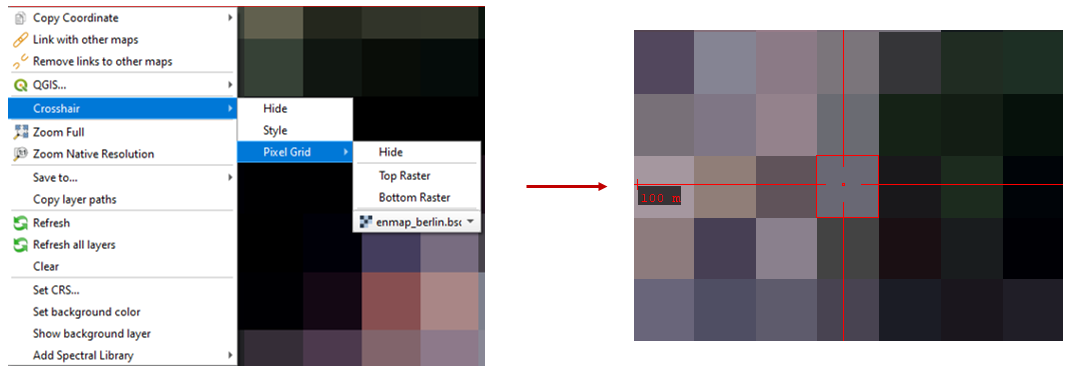 Copy Coordinate
Link with other maps
Remove links to other maps
QGIS...
Crosshair
Zoom Full
Zoom Native Resolution
Save to...
Copy layer paths
Refresh
Refresh all layers
Clear
Set CRS...
Set background color
Show background layer
Add Spectral Library
Hide
Style
Pixel Grid
Hide
Top Raster
Bottom Raster
enmap_berlin.bsq
100 m